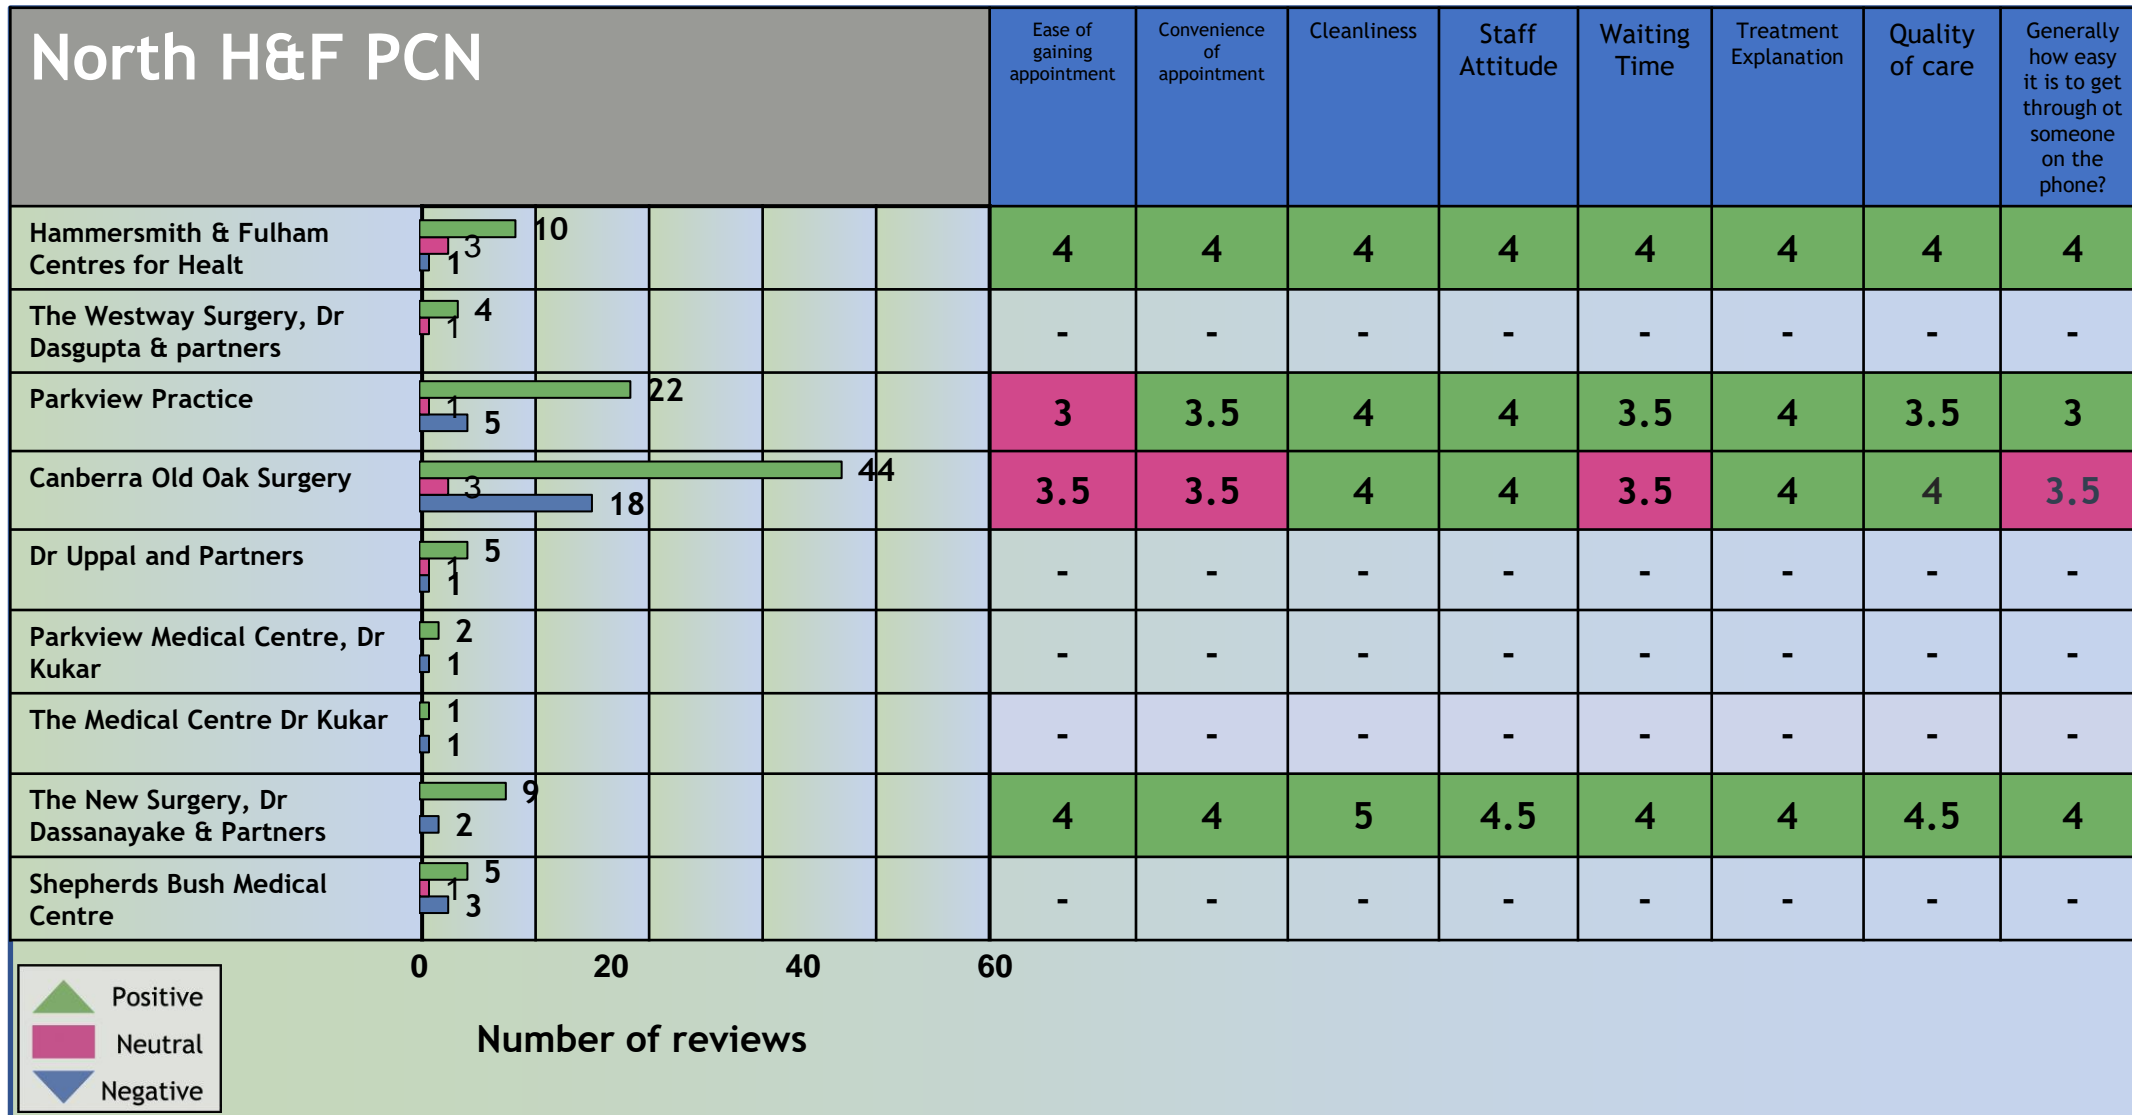 North H&F PCN
Ease of
gaining
appointment
Convenience
of
appointment
Cleanliness
Staff
Attitude
Waiting
Time
Treatment
Explanation
Quality
of care
Generally
how easy
it is to get
through ot
someone
on the
phone?
Hammersmith & Fulham
Centres for Healt
10
3
1
4 4 4 4 4 4 4 4
The Westway Surgery, Dr
Dasgupta & partners
4
1
- - - - - - - -
Parkview Practice
22
1
5
3 3.5 4 4 3.5 4 3.5 3
Canberra Old Oak Surgery
44
3
18
3.5 3.5 4 4 3.5 4 4 3.5
Dr Uppal and Partners
5
1
1
- - - - - - - -
Parkview Medical Centre, Dr
Kukar
2
1
- - - - - - - -
The Medical Centre Dr Kukar
1
1
- - - - - - - -
The New Surgery, Dr
Dassanayake & Partners
9
2
4 4 5 4.5 4 4 4.5 4
Shepherds Bush Medical
Centre
5
1
3
- - - - - - - -
0 20 40 60
Number of reviews
Positive
Neutral
Negative